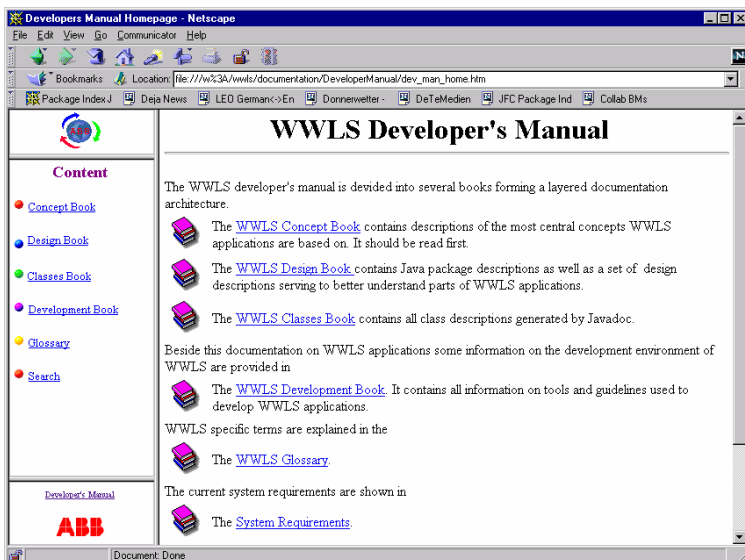 Developers Manual Homepage - Netscape
File Edit View Go Communicator Help
Bookmarks Location: file:///w%3A/wwls/documentation/DeveloperManual/dev_man_home.htm
Package Index J Deja News LEO German<->En Donnerwetter - DeTeMedien JFC Package Ind Collab BMs
Content
Concept Book
Design Book
Classes Book
Development Book
Glossary
Search
Developer's Manual
ABB
WWLS Developer's Manual
The WWLS developer's manual is devided into several books forming a layered documentation
architecture.
The WWLS Concept Book contains descriptions of the most central concepts WWLS
applications are based on. It should be read first.
The WWLS Design Book contains Java package descriptions as well as a set of design
descriptions serving to better understand parts of WWLS applications.
The WWLS Classes Book contains all class descriptions generated by Javadoc.
Beside this documentation on WWLS applications some information on the development environment of
WWLS are provided in
The WWLS Development Book. It contains all information on tools and guidelines used to
develop WWLS applications.
WWLS specific terms are explained in the
The WWLS Glossary.
The current system requirements are shown in
The System Requirements.
Document: Done